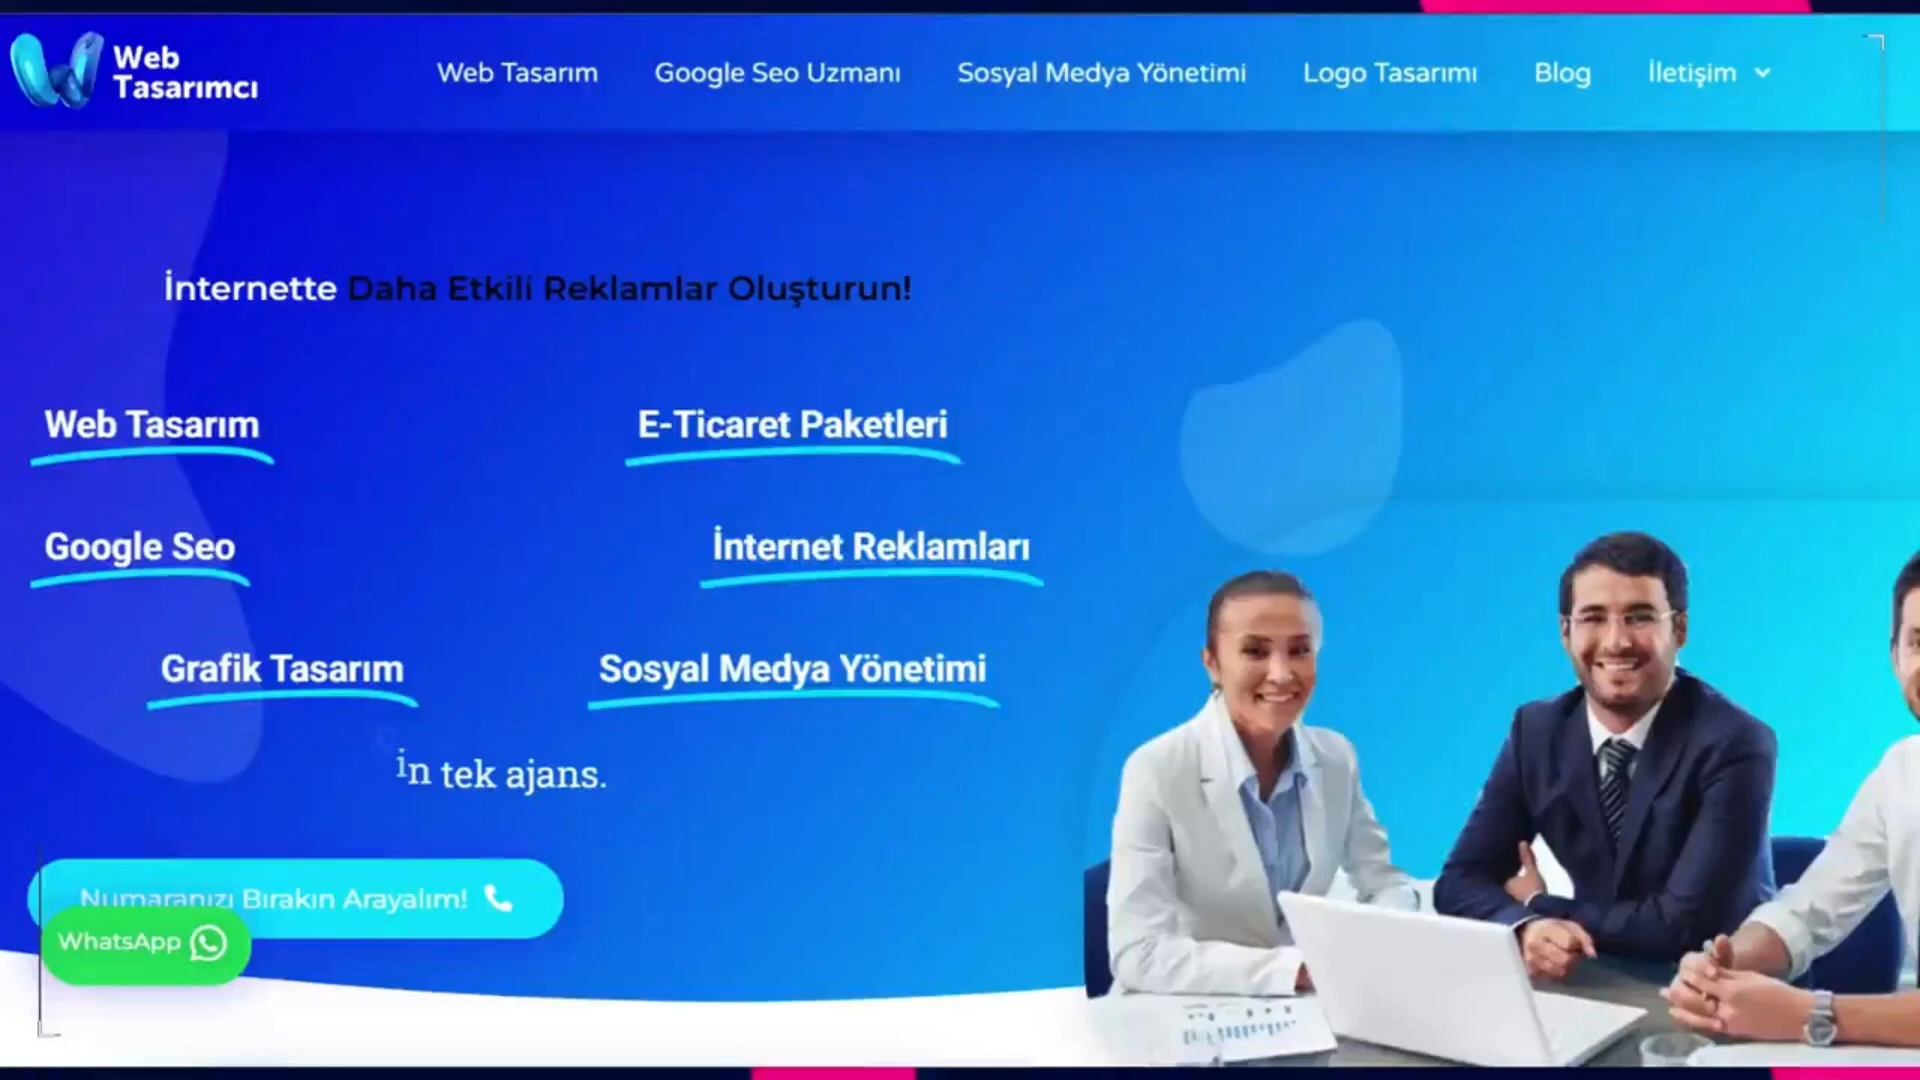 Web
Tasarımcı
Web Tasarım Google Seo Uzmanı Sosyal Medya Yönetimi Logo Tasarımı Blog İletişim
İnternette Daha Etkili Reklamlar Oluşturun!
Web Tasarım E-Ticaret Paketleri
Google Seo İnternet Reklamları
Grafik Tasarım Sosyal Medya Yönetimi
in tek ajans.
Numaranızı Bırakın Arayalım!
WhatsApp